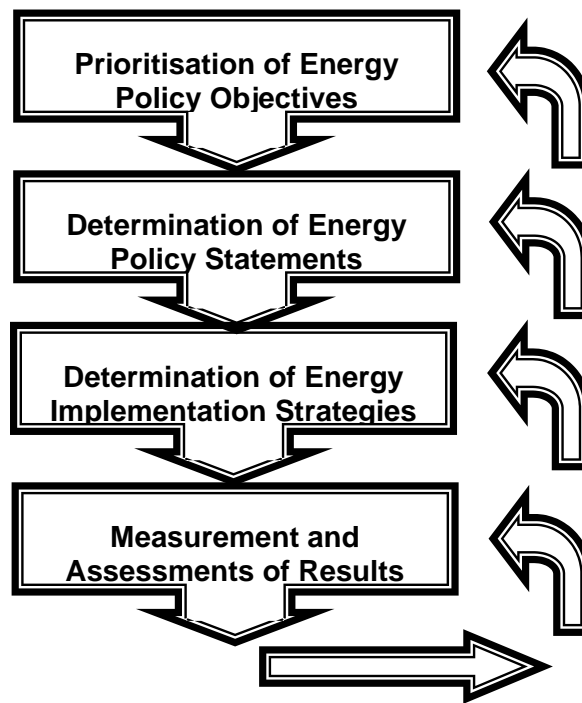 Prioritisation of Energy
Policy Objectives
Determination of Energy
Policy Statements
Determination of Energy
Implementation Strategies
Measurement and
Assessments of Results